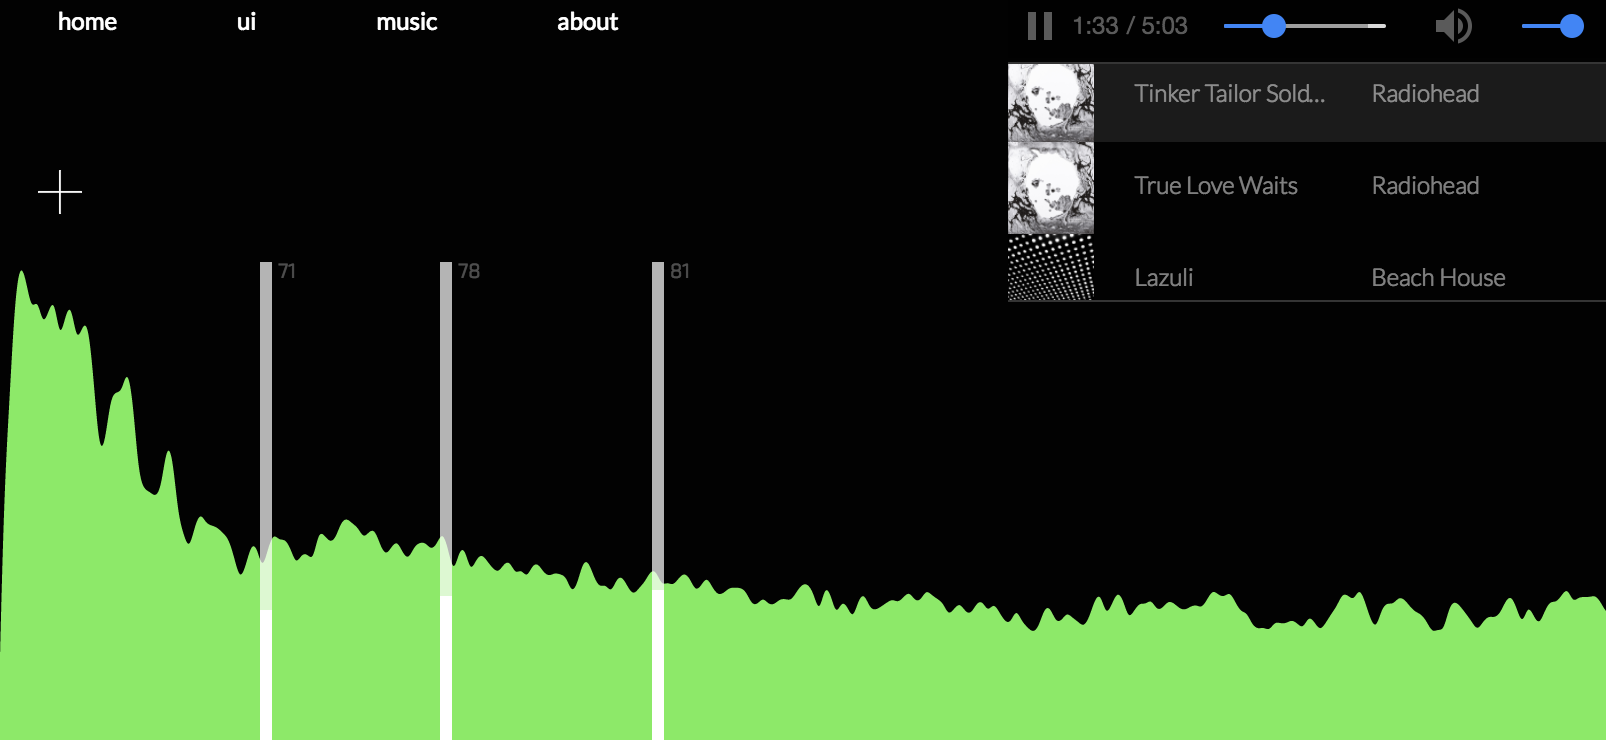 home ui music about
1:33 / 5:03
Tinker Tailor Sold... Radiohead
True Love Waits Radiohead
Lazuli Beach House
71 78 81